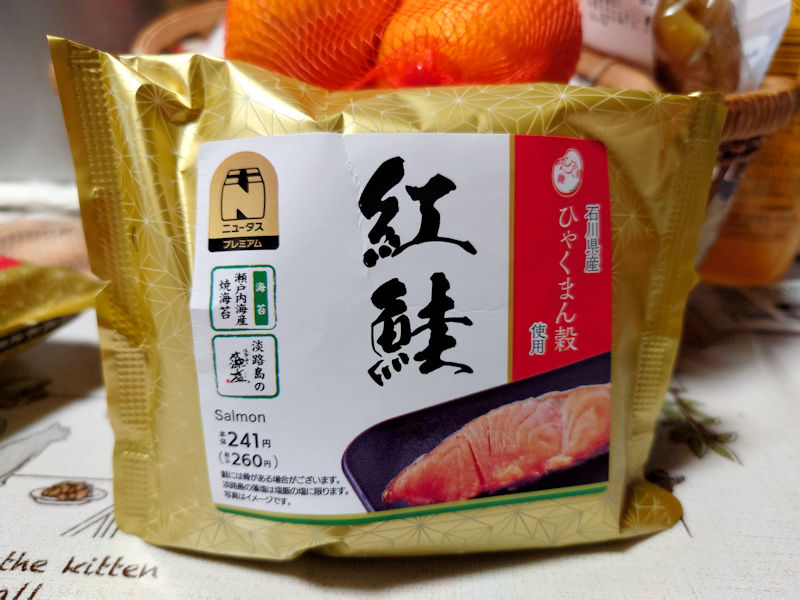 ニュータス
プレミアム
紅鮭
石川県産
ひゃくまん穀
使用
海苔
瀬戸内海産
焼海苔
淡路島の
藻塩
Salmon
本体241円
(税込260円)
鮭には骨がある場合がございます。
淡路島の藻塩は塩飯の塩に限ります。
写真はイメージです。
the kitten
all